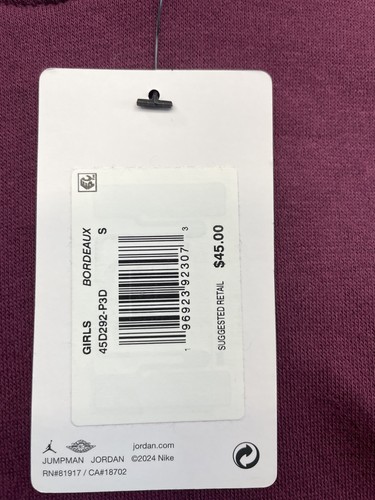 GIRLS BORDEAUX
45D292-P3D S
1 96923 92307 3
SUGGESTED RETAIL $45.00
jordan.com
JUMPMAN JORDAN ©2024 Nike
RN#81917 / CA#18702